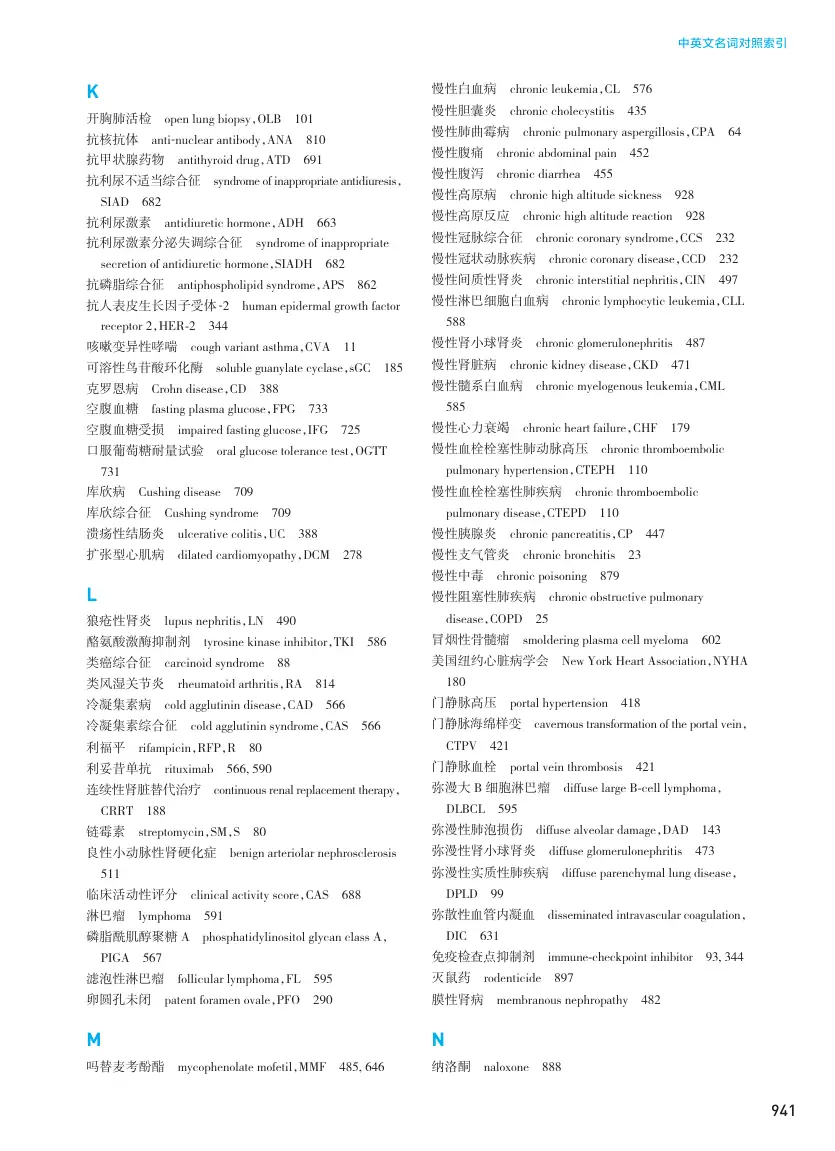 中英文名词对照索引
K
开胸肺活检 open lung biopsy,OLB 101
抗核抗体 anti-nuclear antibody,ANA 810
抗甲状腺药物 antithyroid drug,ATD 691
抗利尿不适当综合征 syndrome of inappropriate antidiuresis,
SIAD 682
抗利尿激素 antidiuretic hormone,ADH 663
抗利尿激素分泌失调综合征 syndrome of inappropriate
secretion of antidiuretic hormone,SIADH 682
抗磷脂综合征 antiphospholipid syndrome,APS 862
抗人表皮生长因子受体-2 human epidermal growth factor
receptor 2,HER-2 344
咳嗽变异性哮喘 cough variant asthma,CVA 11
可溶性鸟苷酸环化酶 soluble guanylate cyclase,sGC 185
克罗恩病 Crohn disease,CD 388
空腹血糖 fasting plasma glucose,FPG 733
空腹血糖受损 impaired fasting glucose,IFG 725
口服葡萄糖耐量试验 oral glucose tolerance test,OGTT
731
库欣病 Cushing disease 709
库欣综合征 Cushing syndrome 709
溃疡性结肠炎 ulcerative colitis,UC 388
扩张型心肌病 dilated cardiomyopathy,DCM 278
L
狼疮性肾炎 lupus nephritis,LN 490
酪氨酸激酶抑制剂 tyrosine kinase inhibitor,TKI 586
类癌综合征 carcinoid syndrome 88
类风湿关节炎 rheumatoid arthritis,RA 814
冷凝集素病 cold agglutinin disease,CAD 566
冷凝集素综合征 cold agglutinin syndrome,CAS 566
利福平 rifampicin,RFP,R 80
利妥昔单抗 rituximab 566,590
连续性肾脏替代治疗 continuous renal replacement therapy,
CRRT 188
链霉素 streptomycin,SM,S 80
良性小动脉性肾硬化症 benign arteriolar nephrosclerosis
511
临床活动性评分 clinical activity score,CAS 688
淋巴瘤 lymphoma 591
磷脂酰肌醇聚糖 A phosphatidylinositol glycan class A,
PIGA 567
滤泡性淋巴瘤 follicular lymphoma,FL 595
卵圆孔未闭 patent foramen ovale,PFO 290
M
吗替麦考酚酯 mycophenolate mofetil,MMF 485,646
慢性白血病 chronic leukemia,CL 576
慢性胆囊炎 chronic cholecystitis 435
慢性肺曲霉病 chronic pulmonary aspergillosis,CPA 64
慢性腹痛 chronic abdominal pain 452
慢性腹泻 chronic diarrhea 455
慢性高原病 chronic high altitude sickness 928
慢性高原反应 chronic high altitude reaction 928
慢性冠脉综合征 chronic coronary syndrome,CCS 232
慢性冠状动脉疾病 chronic coronary disease,CCD 232
慢性间质性肾炎 chronic interstitial nephritis,CIN 497
慢性淋巴细胞白血病 chronic lymphocytic leukemia,CLL
588
慢性肾小球肾炎 chronic glomerulonephritis 487
慢性肾脏病 chronic kidney disease,CKD 471
慢性髓系白血病 chronic myelogenous leukemia,CML
585
慢性心力衰竭 chronic heart failure,CHF 179
慢性血栓栓塞性肺动脉高压 chronic thromboembolic
pulmonary hypertension,CTEPH 110
慢性血栓栓塞性肺疾病 chronic thromboembolic
pulmonary disease,CTEPD 110
慢性胰腺炎 chronic pancreatitis,CP 447
慢性支气管炎 chronic bronchitis 23
慢性中毒 chronic poisoning 879
慢性阻塞性肺疾病 chronic obstructive pulmonary
disease,COPD 25
冒烟性骨髓瘤 smoldering plasma cell myeloma 602
美国纽约心脏病学会 New York Heart Association,NYHA
180
门静脉高压 portal hypertension 418
门静脉海绵样变 cavernous transformation of the portal vein,
CTPV 421
门静脉血栓 portal vein thrombosis 421
弥漫大 B 细胞淋巴瘤 diffuse large B-cell lymphoma,
DLBCL 595
弥漫性肺泡损伤 diffuse alveolar damage,DAD 143
弥漫性肾小球肾炎 diffuse glomerulonephritis 473
弥漫性实质性肺疾病 diffuse parenchymal lung disease,
DPLD 99
弥散性血管内凝血 disseminated intravascular coagulation,
DIC 631
免疫检查点抑制剂 immune-checkpoint inhibitor 93,344
灭鼠药 rodenticide 897
膜性肾病 membranous nephropathy 482
N
纳洛酮 naloxone 888
941